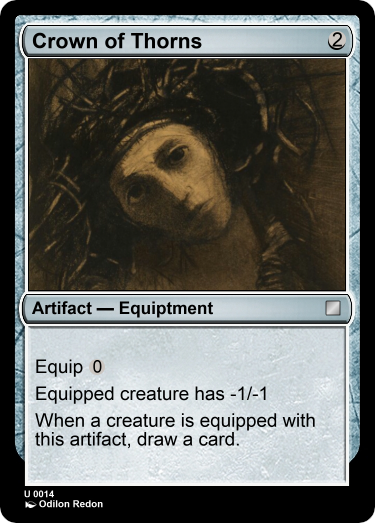 Crown of Thorns 2
Artifact — Equiptment
Equip 0
Equipped creature has -1/-1
When a creature is equipped with
this artifact, draw a card.
U 0014
Odilon Redon